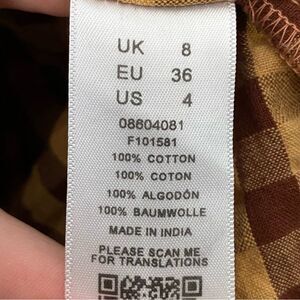 UK 8
EU 36
US 4
08604081
F101581
100% COTTON
100% COTON
100% ALGODÓN
100% BAUMWOLLE
MADE IN INDIA
PLEASE SCAN ME
FOR TRANSLATIONS